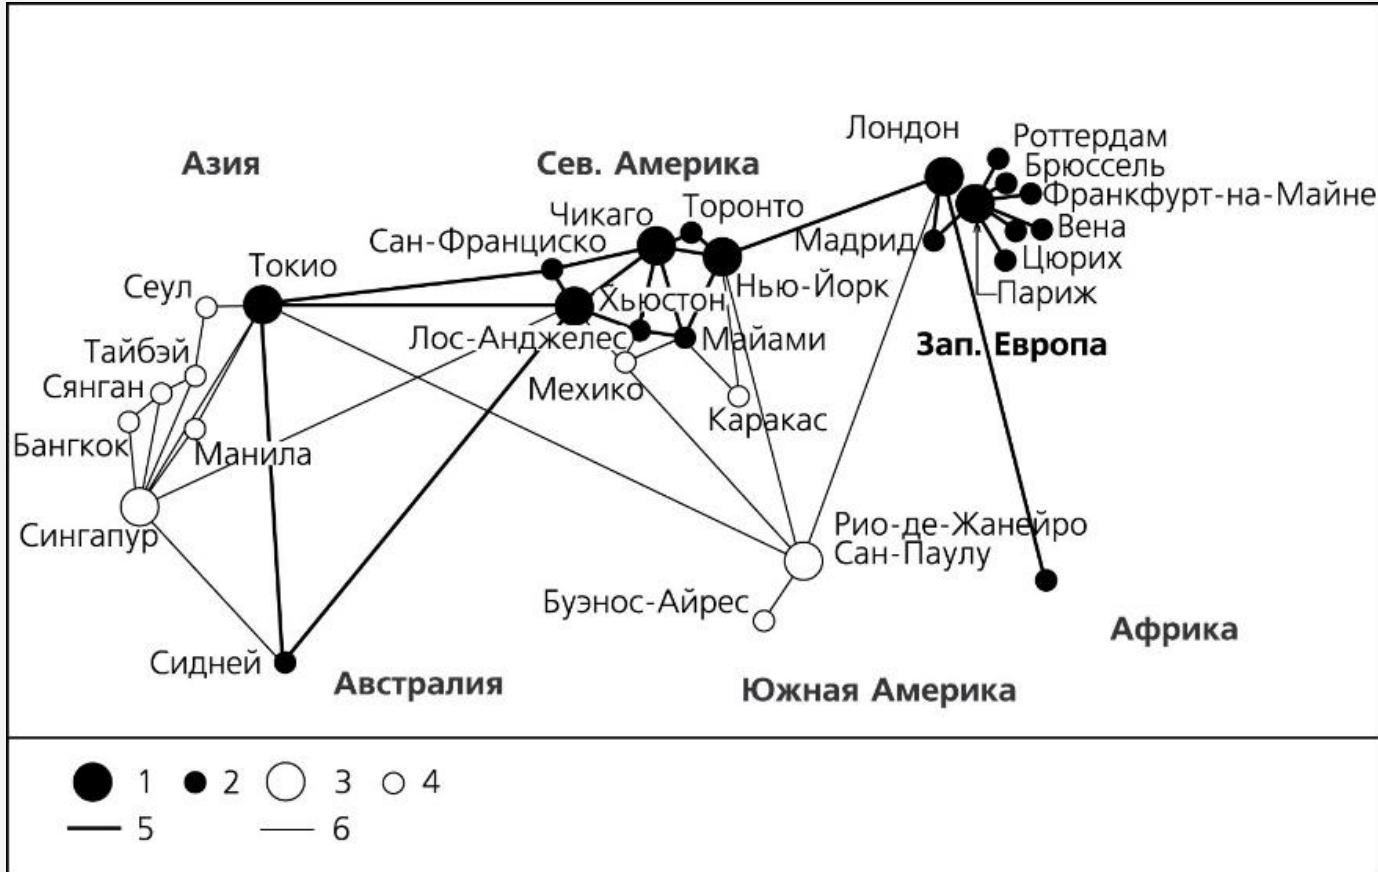 Лондон
Роттердам
Азия
Сев. Америка
Брюссель
Франкфурт-на-Майне
Чикаго
Торонто
Вена
Сан-Франциско
Мадрид
Токио
Цюрих
Сеул
Хьюстон
Нью-Йорк
Париж
Лос-Анджелес
Майами
Зап. Европа
Тайбэй
Сянган
Мехико
Каракас
Бангкок
Манила
Сингапур
Рио-де-Жанейро
Сан-Паулу
Буэнос-Айрес
Африка
Сидней
Австралия
Южная Америка
1 2 3 4
5 6